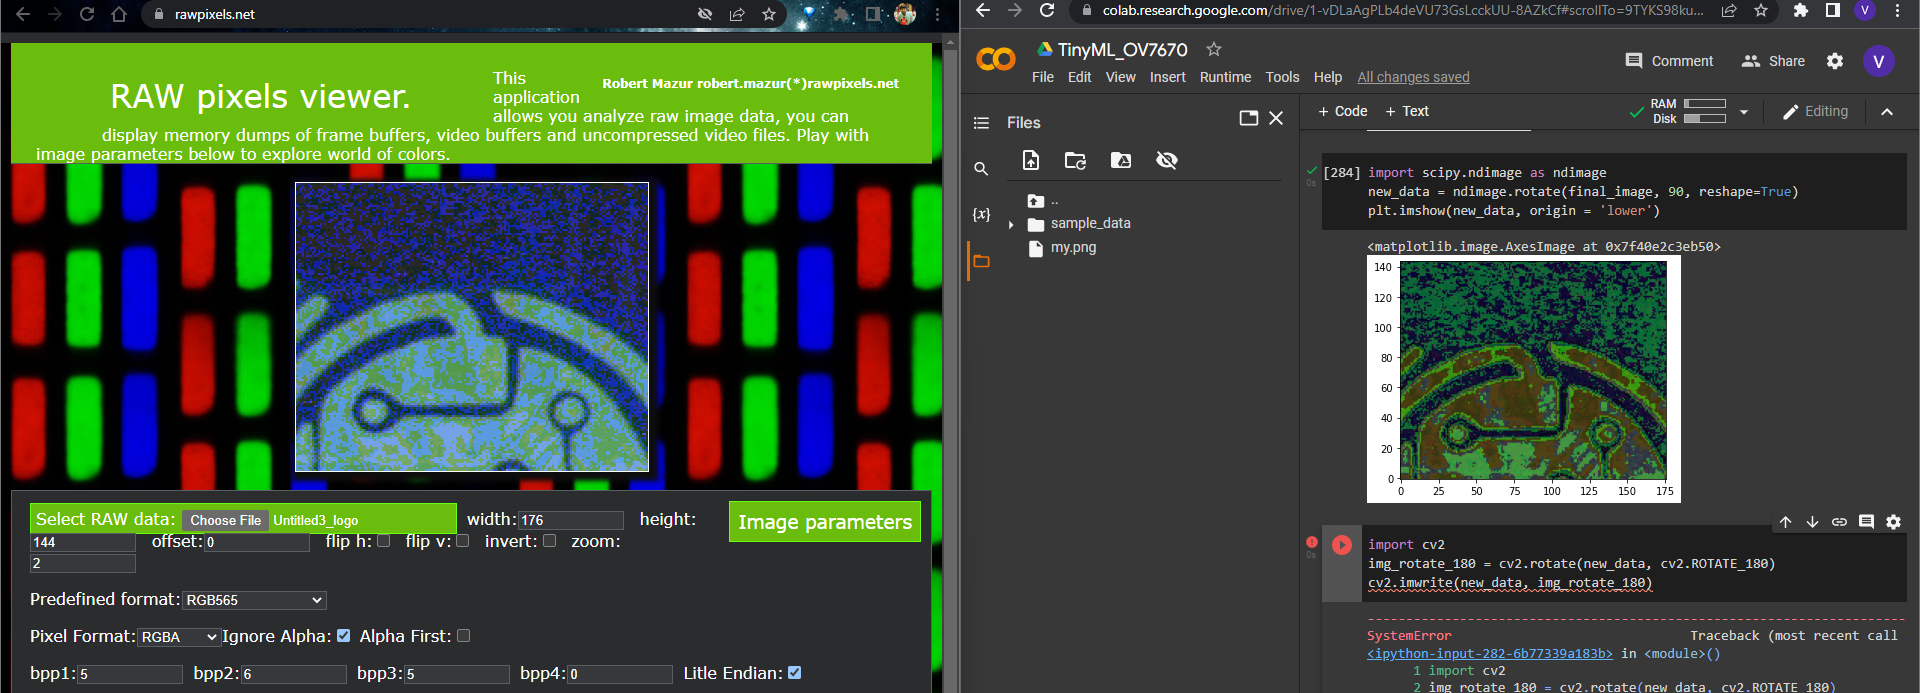 rawpixels.net
RAW pixels viewer.
This
application
allows you analyze raw image data, you can
display memory dumps of frame buffers, video buffers and uncompressed video files. Play with
image parameters below to explore world of colors.
Robert Mazur robert.mazur(*)rawpixels.net
Select RAW data: Choose File Untitled3_logo width: 176 height:
144 offset: 0 flip h: flip v: invert: zoom:
2
Image parameters
Predefined format: RGB565
Pixel Format: RGBA Ignore Alpha: Alpha First:
bpp1: 5 bpp2: 6 bpp3: 5 bpp4: 0 Litle Endian:
colab.research.google.com/drive/1-vDLaAgPLb4deVU73GsLcckUU-8AZkCf#scrollTo=9TYKS98ku...
V
TinyML_OV7670
File Edit View Insert Runtime Tools Help All changes saved
Comment Share V
Files
..
sample_data
my.png
{x}
+ Code + Text
RAM
Disk
Editing
[284] import scipy.ndimage as ndimage
0s
new_data = ndimage.rotate(final_image, 90, reshape=True)
plt.imshow(new_data, origin = 'lower')
<matplotlib.image.AxesImage at 0x7f40e2c3eb50>
140
120
100
80
60
40
20
0
0 25 50 75 100 125 150 175
import cv2
0s
img_rotate_180 = cv2.rotate(new_data, cv2.ROTATE_180)
cv2.imwrite(new_data, img_rotate_180)
SystemError Traceback (most recent call
<ipython-input-282-6b77339a183b> in <module>()
1 import cv2
2 img_rotate_180 = cv2.rotate(new_data, cv2.ROTATE_180)